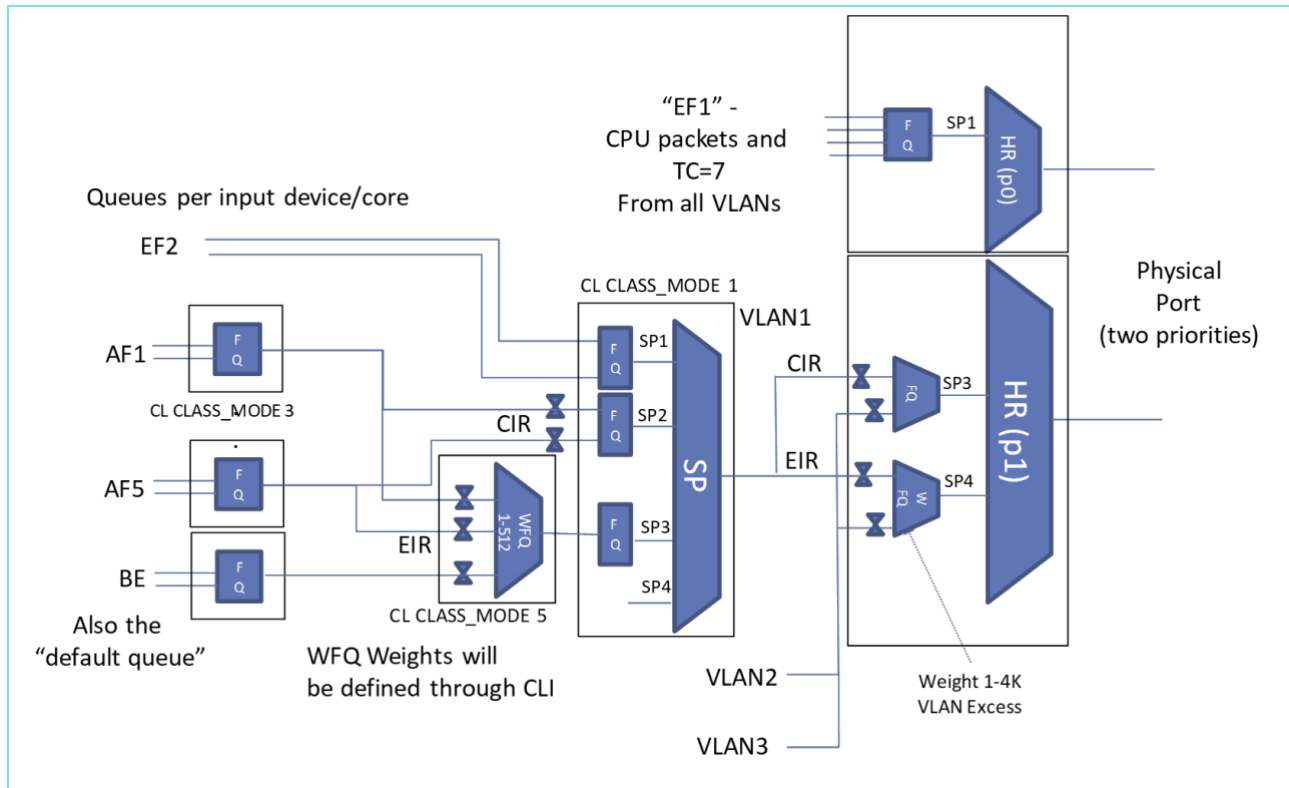 “EF1” -
CPU packets and
TC=7
From all VLANs
F
Q
SP1
HR (p0)
Queues per input device/core
EF2
CL CLASS_MODE 1
VLAN1
Physical
Port
(two priorities)
AF1
F
Q
CL CLASS_MODE 3
.
F
Q
SP1
F
Q
SP2
CIR
SP
CIR
FQ
SP3
HR (p1)
EIR
W
FQ
SP4
.
AF5
F
Q
EIR
WFQ
1-512
F
Q
SP3
SP4
BE
F
Q
CL CLASS_MODE 5
Also the
“default queue”
WFQ Weights will
be defined through CLI
VLAN2
VLAN3
Weight 1-4K
VLAN Excess